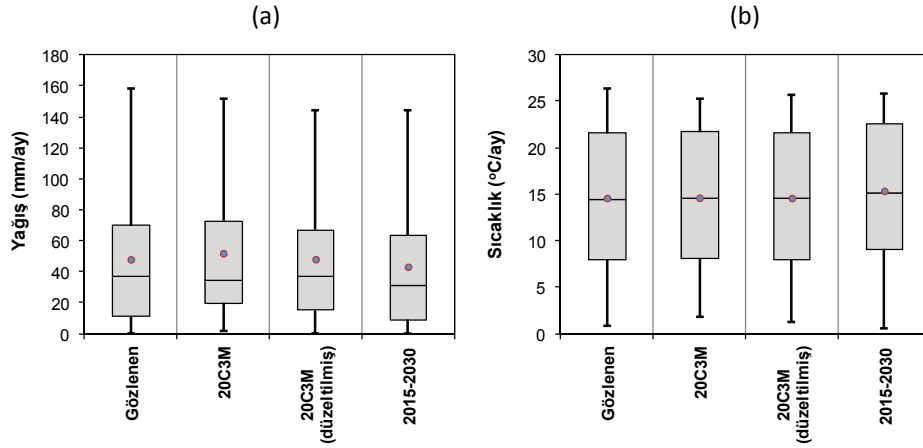 (a)
Yağış (mm/ay)
180
160
140
120
100
80
60
40
20
0
Gözlenen
20C3M
20C3M
(düzeltilmiş)
2015-2030
(b)
Sıcaklık (ºC/ay)
30
25
20
15
10
5
0
Gözlenen
20C3M
20C3M
(düzeltilmiş)
2015-2030